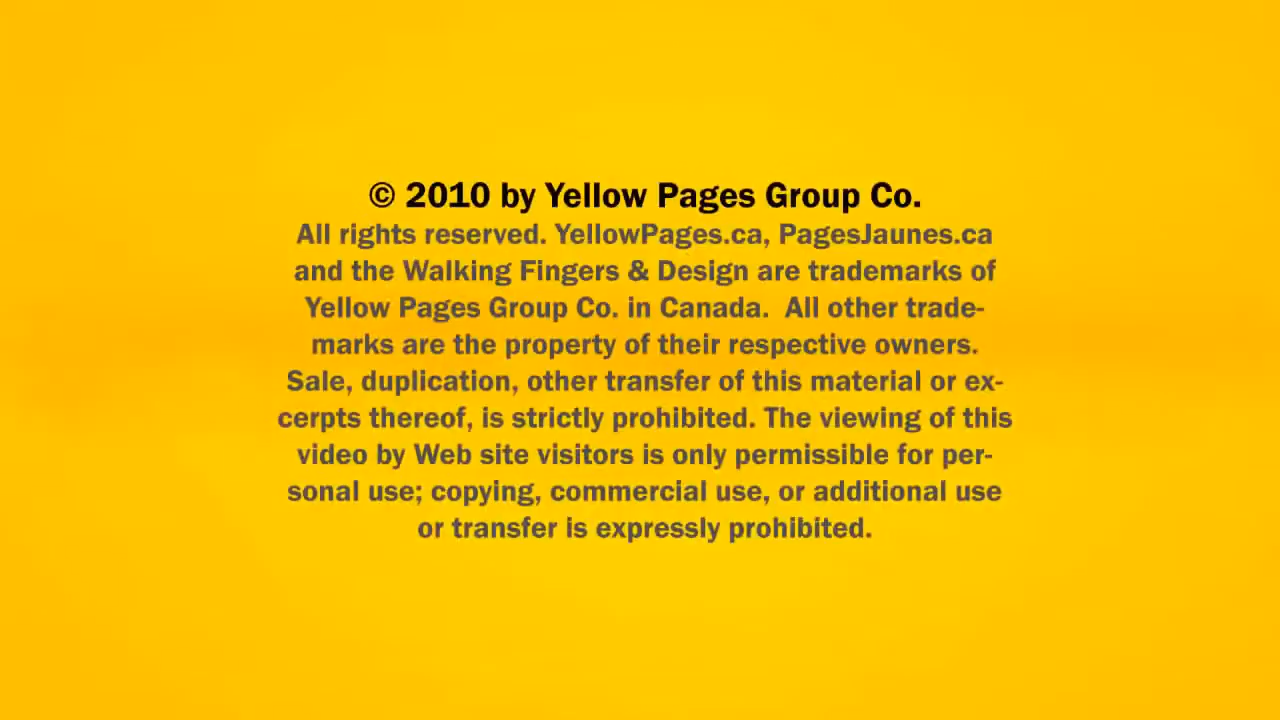 © 2010 by Yellow Pages Group Co.
All rights reserved. YellowPages.ca, PagesJaunes.ca
and the Walking Fingers & Design are trademarks of
Yellow Pages Group Co. in Canada.  All other trade-
marks are the property of their respective owners.
Sale, duplication, other transfer of this material or ex-
cerpts thereof, is strictly prohibited. The viewing of this
video by Web site visitors is only permissible for per-
sonal use; copying, commercial use, or additional use
or transfer is expressly prohibited.